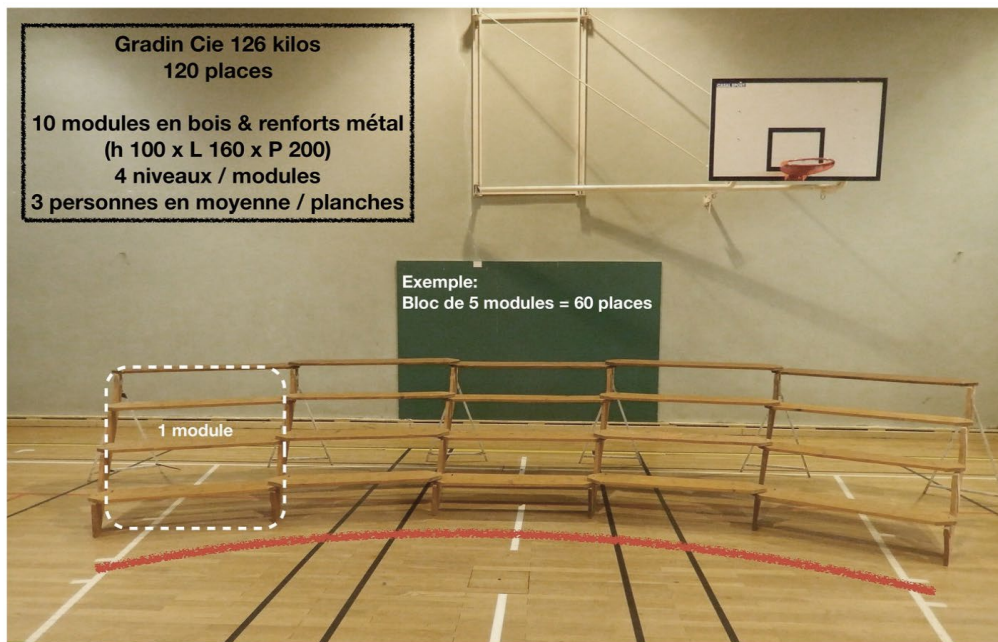 Gradin Cie 126 kilos
120 places
10 modules en bois & renforts métal
(h 100 x L 160 x P 200)
4 niveaux / modules
3 personnes en moyenne / planches
Exemple:
Bloc de 5 modules = 60 places
1 module